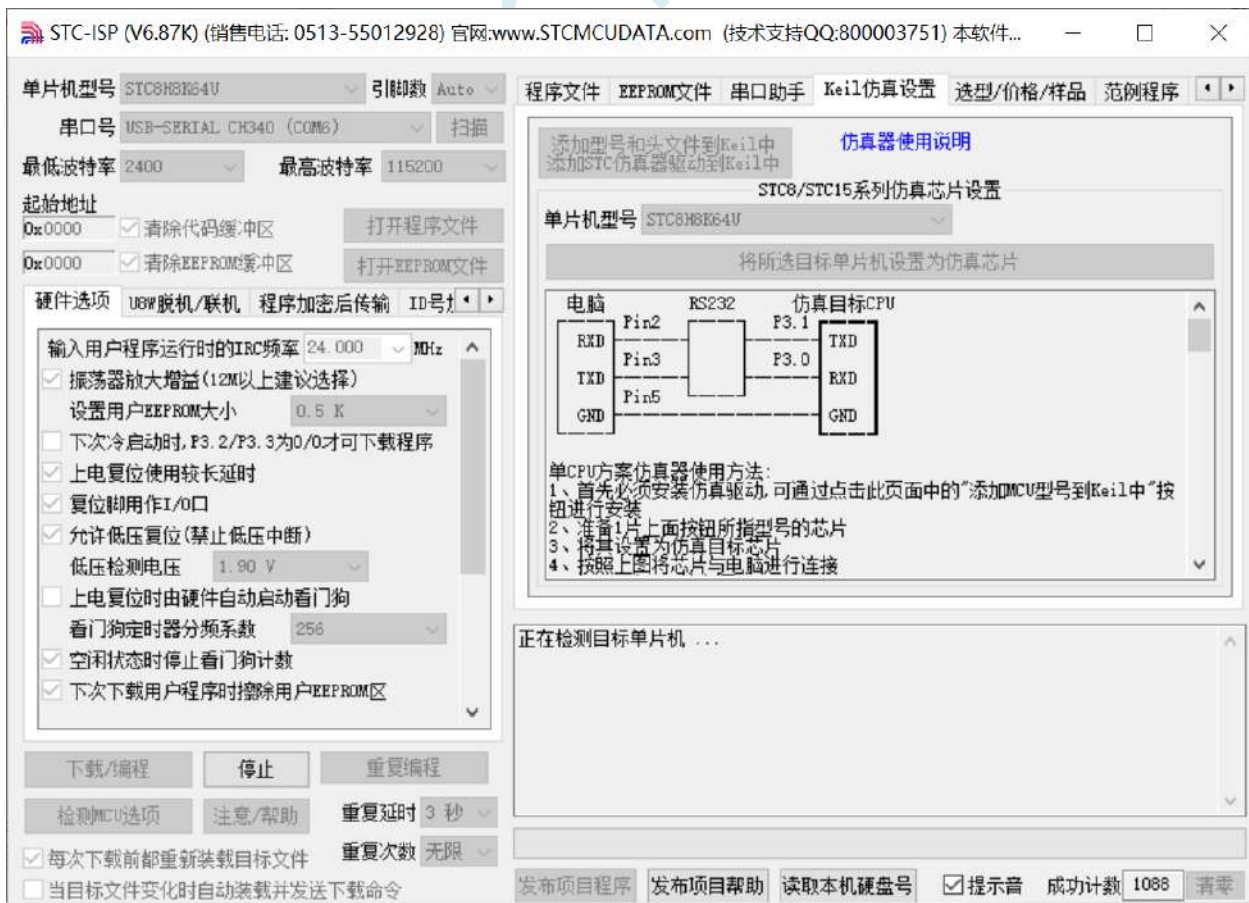 STC-ISP (V6.87K) (销售电话: 0513-55012928) 官网:www.STCMCUDATA.com (技术支持QQ:800003751) 本软件...
单片机型号 STC8H8K64U 引脚数 Auto
串口号 USB-SERIAL CH340 (COM6) 扫描
最低波特率 2400 最高波特率 115200
起始地址
0x0000 清除代码缓冲区 打开程序文件
0x0000 清除EEPROM缓冲区 打开EEPROM文件
硬件选项 U8W脱机/联机 程序加密后传输 ID号
输入用户程序运行时的IRC频率 24.000 MHz
振荡器放大增益(12M以上建议选择)
设置用户EEPROM大小 0.5 K
下次冷启动时,P3.2/P3.3为0/0才可下载程序
上电复位使用较长延时
复位脚用作I/O口
允许低压复位(禁止低压中断)
低压检测电压 1.90 V
上电复位时由硬件自动启动看门狗
看门狗定时器分频系数 256
空闲状态时停止看门狗计数
下次下载用户程序时擦除用户EEPROM区
下载/编程 停止 重复编程
检测MCU选项 注意/帮助 重复延时 3 秒
每次下载前都重新装载目标文件 重复次数 无限
当目标文件变化时自动装载并发送下载命令
程序文件 EEPROM文件 串口助手 Keil仿真设置 选型/价格/样品 范例程序
添加型号和头文件到Keil中
添加STC仿真器驱动到Keil中
仿真器使用说明
STC8/STC15系列仿真芯片设置
单片机型号 STC8H8K64U
将所选目标单片机设置为仿真芯片
电脑 RS232 仿真目标CPU
Pin2 P3.1
RXD TXD
Pin3 P3.0
TXD RXD
Pin5
GND GND
单CPU方案仿真器使用方法:
1、首先必须安装仿真驱动,可通过点击此页面中的"添加MCU型号到Keil中"按
钮进行安装
2、准备1片上面按钮所指型号的芯片
3、将其设置为仿真目标芯片
4、按照上图将芯片与电脑进行连接
正在检测目标单片机 ...
发布项目程序 发布项目帮助 读取本机硬盘号 提示音 成功计数 1088 清零